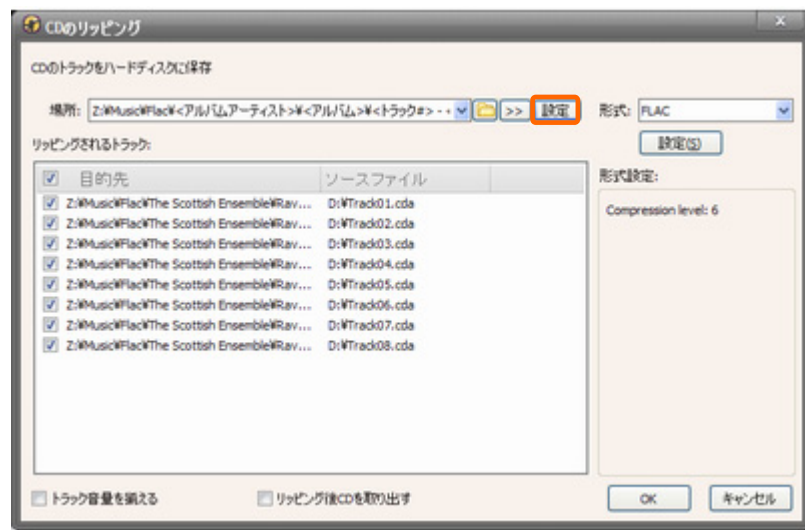 CDのリッピング
CDのトラックをハードディスクに保存
場所: Z:¥Music¥Flac¥<アルバムアーティスト>¥<アルバム>¥<トラック#> - < >> 設定 形式: FLAC
設定(S)
リッピングされるトラック:
形式設定:
目的先 ソースファイル
Compression level: 6
Z:¥Music¥Flac¥The Scottish Ensemble¥Rav... D:¥Track01.cda
Z:¥Music¥Flac¥The Scottish Ensemble¥Rav... D:¥Track02.cda
Z:¥Music¥Flac¥The Scottish Ensemble¥Rav... D:¥Track03.cda
Z:¥Music¥Flac¥The Scottish Ensemble¥Rav... D:¥Track04.cda
Z:¥Music¥Flac¥The Scottish Ensemble¥Rav... D:¥Track05.cda
Z:¥Music¥Flac¥The Scottish Ensemble¥Rav... D:¥Track06.cda
Z:¥Music¥Flac¥The Scottish Ensemble¥Rav... D:¥Track07.cda
Z:¥Music¥Flac¥The Scottish Ensemble¥Rav... D:¥Track08.cda
トラック音量を揃える リッピング後CDを取り出す OK キャンセル